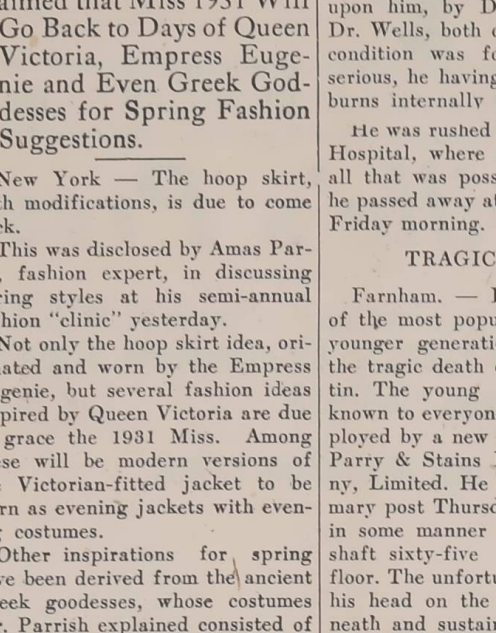 that Miss 1931 Will
Go Back to Days of Queen
Victoria, Empress Euge-
nie and Even Greek God-
desses for Spring Fashion
Suggestions.
New York — The hoop skirt,
th modifications, is due to come
k.
This was disclosed by Amas Par-
, fashion expert, in discussing
ring styles at his semi-annual
hion "clinic" yesterday.
Not only the hoop skirt idea, ori-
ated and worn by the Empress
genie, but several fashion ideas
pired by Queen Victoria are due
grace the 1931 Miss. Among
se will be modern versions of
Victorian-fitted jacket to be
rn as evening jackets with even-
g costumes.
Other inspirations for spring
ve been derived from the ancient
eek goodesses, whose costumes
r. Parrish explained consisted of
upon him, by D
Dr. Wells, both
condition was f
serious, he having
burns internally
He was rushed
Hospital, where
all that was poss
he passed away at
Friday morning.
TRAGIC
Farnham. —
of the most popu
younger generati
the tragic death
tin. The young
known to everyon
ployed by a new
Parry & Stains
ny, Limited. He
mary post Thursd
in some manner
shaft sixty-five
floor. The unfortu
his head on the
neath and sustain